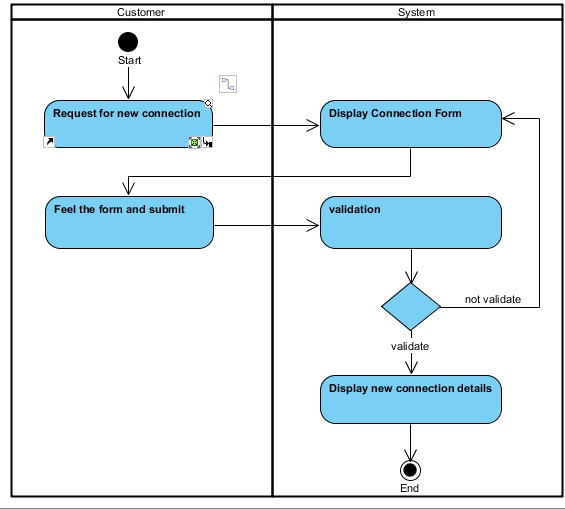 Customer
System
Start
Request for new connection
Display Connection Form
Feel the form and submit
validation
not validate
validate
Display new connection details
End